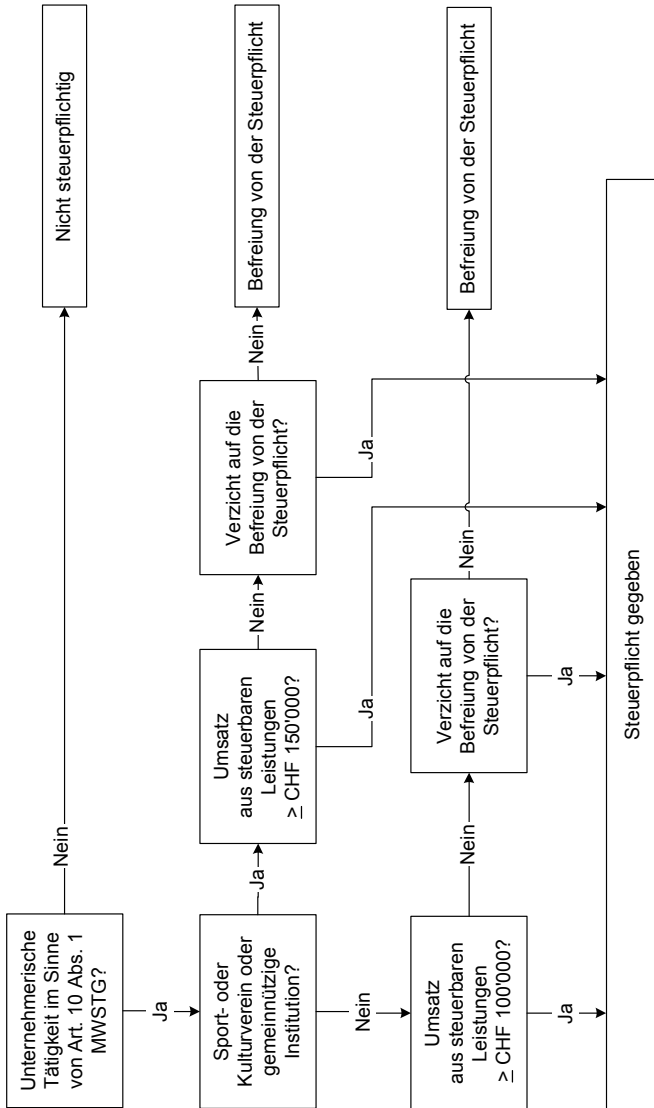 Unternehmerische
Tätigkeit im Sinne
von Art. 10 Abs. 1
MWSTG?
Nein
Nicht steuerpflichtig
Ja
Sport- oder
Kulturverein oder
gemeinnützige
Institution?
Ja
Umsatz
aus steuerbaren
Leistungen
≥ CHF 150'000?
Nein
Verzicht auf die
Befreiung von der
Steuerpflicht?
Nein
Befreiung von der Steuerpflicht
Ja
Ja
Nein
Umsatz
aus steuerbaren
Leistungen
≥ CHF 100'000?
Nein
Verzicht auf die
Befreiung von der
Steuerpflicht?
Nein
Befreiung von der Steuerpflicht
Ja
Ja
Steuerpflicht gegeben